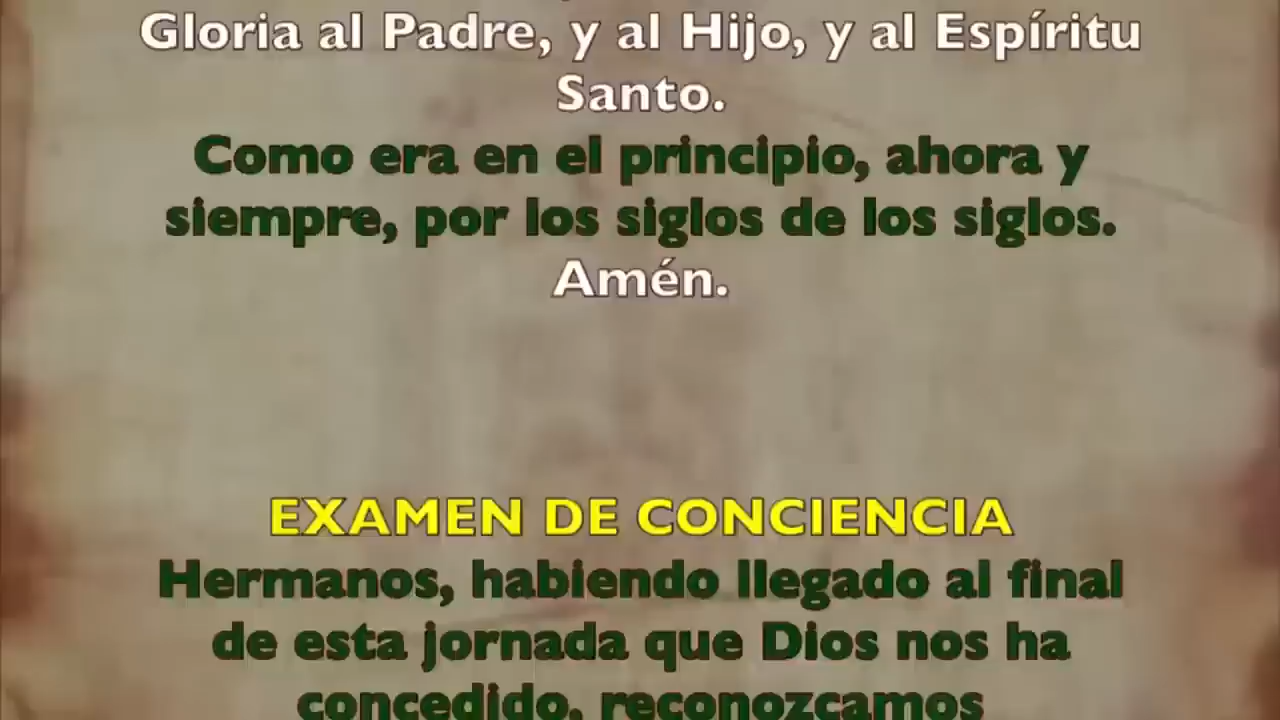 Gloria al Padre, y al Hijo, y al Espíritu
Santo.
Como era en el principio, ahora y
siempre, por los siglos de los siglos.
Amén.
EXAMEN DE CONCIENCIA
Hermanos, habiendo llegado al final
de esta jornada que Dios nos ha
concedido, reconozcamos